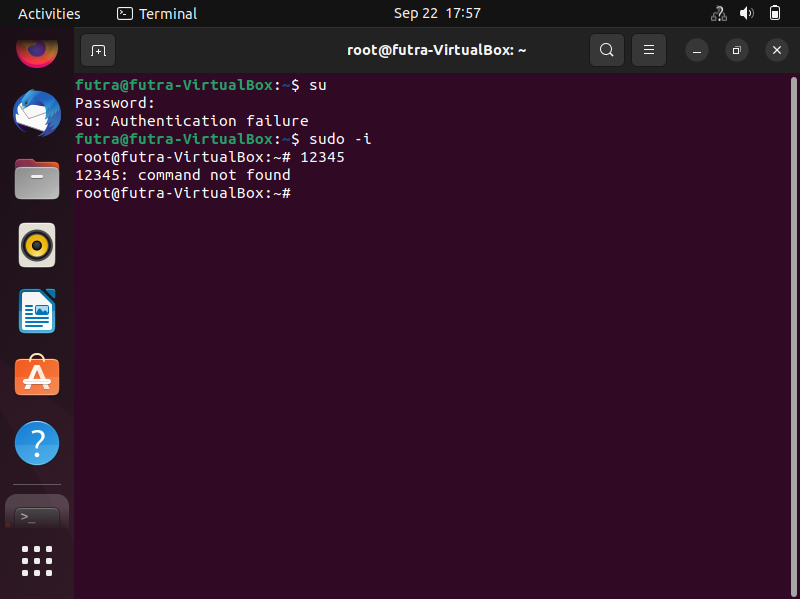 Activities Terminal Sep 22 17:57
root@futra-VirtualBox: ~
futra@futra-VirtualBox:~$ su
Password:
su: Authentication failure
futra@futra-VirtualBox:~$ sudo -i
root@futra-VirtualBox:~# 12345
12345: command not found
root@futra-VirtualBox:~#